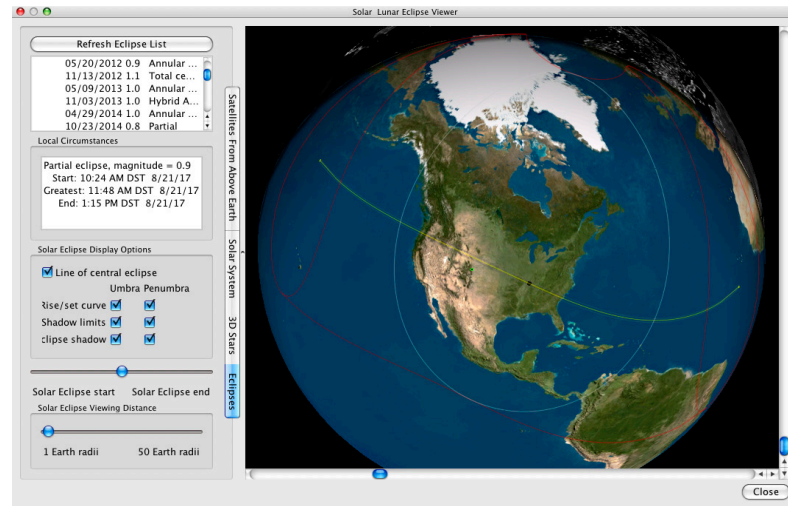 Solar  Lunar Eclipse Viewer
Refresh Eclipse List
05/20/2012 0.9 Annular ...
11/13/2012 1.1 Total ce...
05/09/2013 1.0 Annular ...
11/03/2013 1.0 Hybrid A...
04/29/2014 1.0 Annular ...
10/23/2014 0.8 Partial
Local Circumstances
Partial eclipse, magnitude = 0.9
Start: 10:24 AM DST 8/21/17
Greatest: 11:48 AM DST 8/21/17
End: 1:15 PM DST 8/21/17
Solar Eclipse Display Options
Line of central eclipse
Umbra Penumbra
Rise/set curve
Shadow limits
clipse shadow
Solar Eclipse start Solar Eclipse end
Solar Eclipse Viewing Distance
1 Earth radii 50 Earth radii
Satellites From Above Earth
Solar System
3D Stars
Eclipses
Close